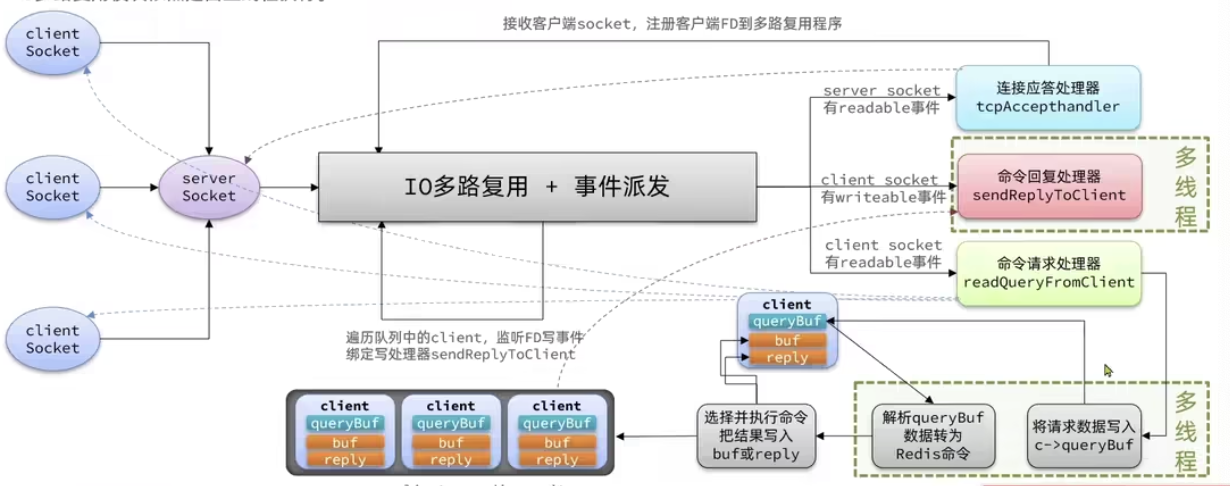 client
Socket
接收客户端socket，注册客户端FD到多路复用程序
server socket
有readable事件
连接应答处理器
tcpAccepthandler
client
Socket
server
Socket
IO多路复用 + 事件派发
client socket
有writeable事件
命令回复处理器
sendReplyToClient
多
线
程
client socket
有readable事件
命令请求处理器
readQueryFromClient
client
Socket
遍历队列中的client，监听FD写事件
绑定写处理器sendReplyToClient
client
queryBuf
buf
reply
client
queryBuf
buf
reply
client
queryBuf
buf
reply
client
queryBuf
buf
reply
选择并执行命令
把结果写入
buf或reply
解析queryBuf
数据转为
Redis命令
将请求数据写入
c->queryBuf
多
线
程